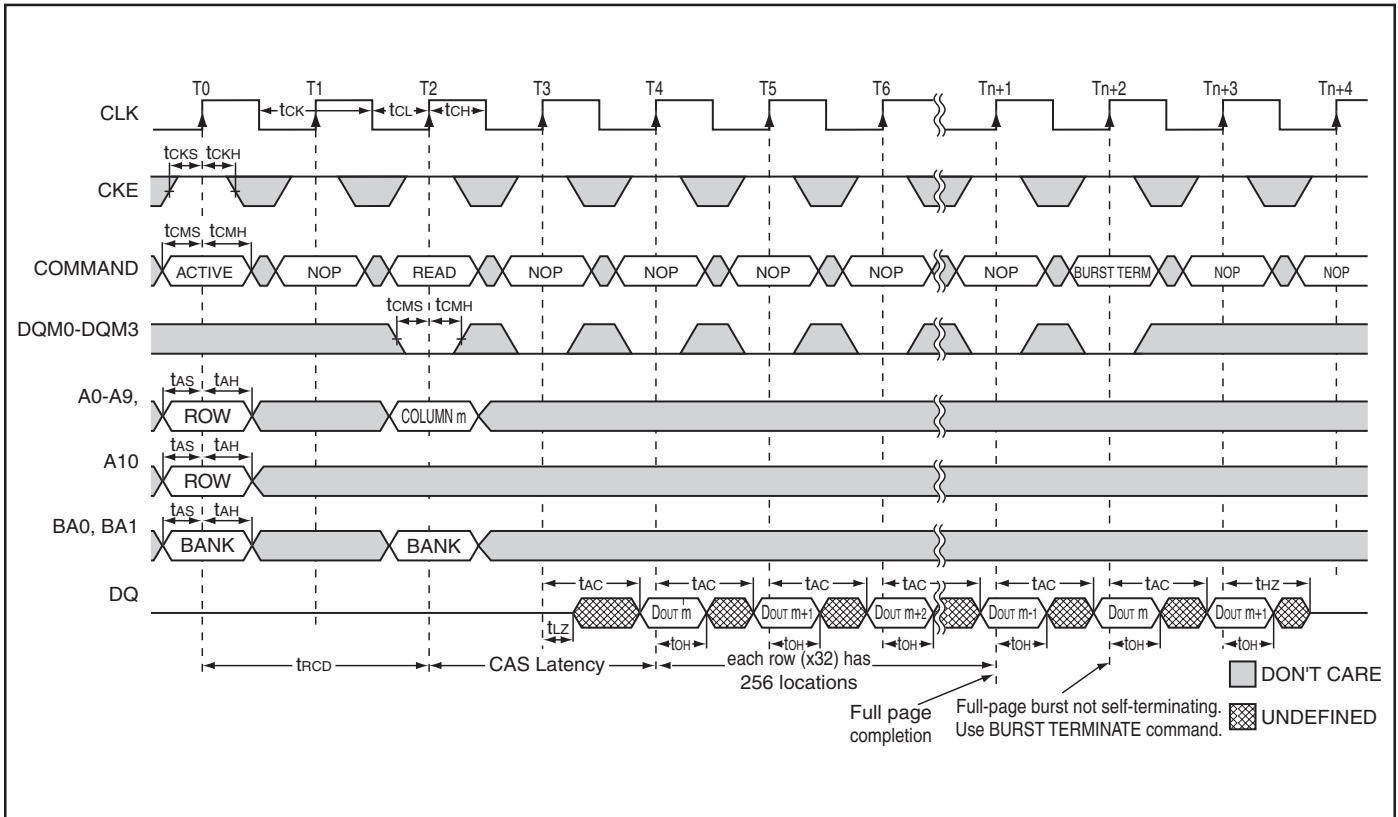 T0 T1 T2 T3 T4 T5 T6 Tn+1 Tn+2 Tn+3 Tn+4
CLK tCK tCL tCH
tCKS tCKH
CKE
tCMS tCMH
COMMAND ACTIVE NOP READ NOP NOP NOP NOP NOP BURST TERM NOP NOP
tCMS tCMH
DQM0-DQM3
tAS tAH
A0-A9, ROW COLUMN m
tAS tAH
A10 ROW
tAS tAH
BA0, BA1 BANK BANK
tAC tAC tAC tAC tAC tAC tHZ
DQ DOUT m DOUT m+1 DOUT m+2 DOUT m-1 DOUT m DOUT m+1
tLZ tOH tOH tOH tOH tOH tOH
tRCD CAS Latency each row (x32) has
256 locations
Full page
completion
Full-page burst not self-terminating.
Use BURST TERMINATE command.
DON'T CARE
UNDEFINED